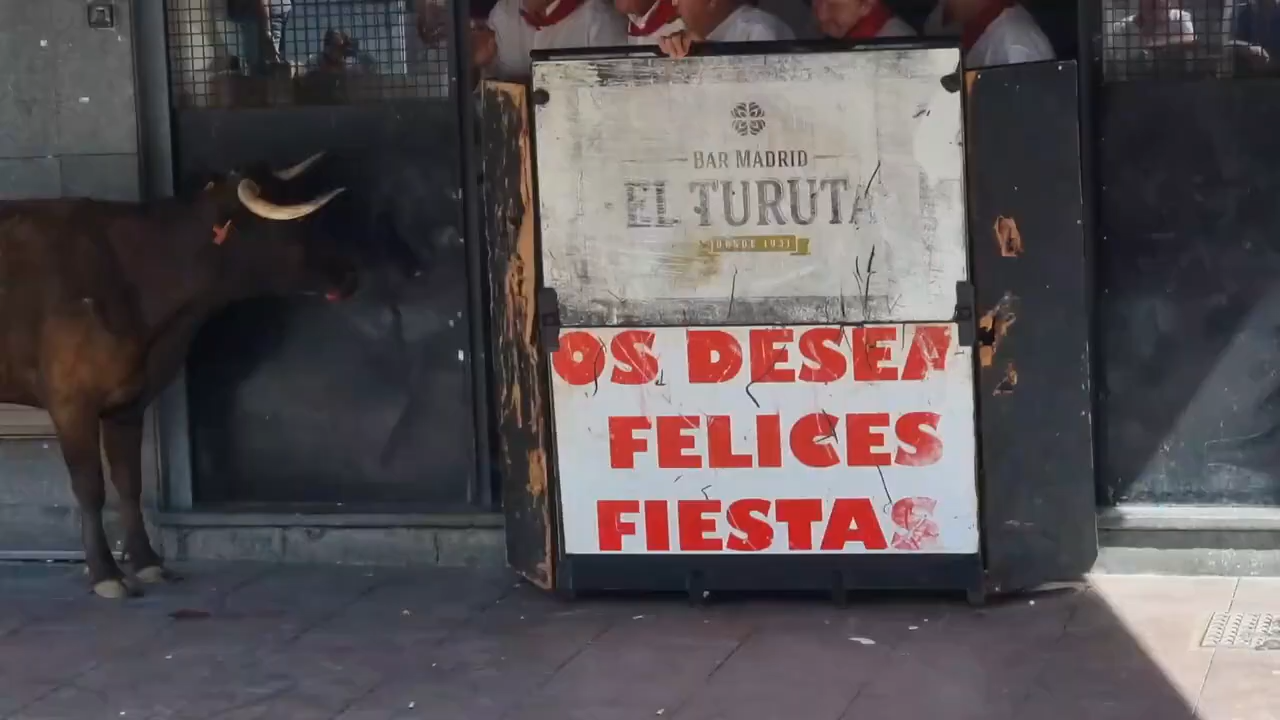 BAR MADRID
EL TURUTA
DESDE 1931
OS DESEA
FELICES
FIESTAS